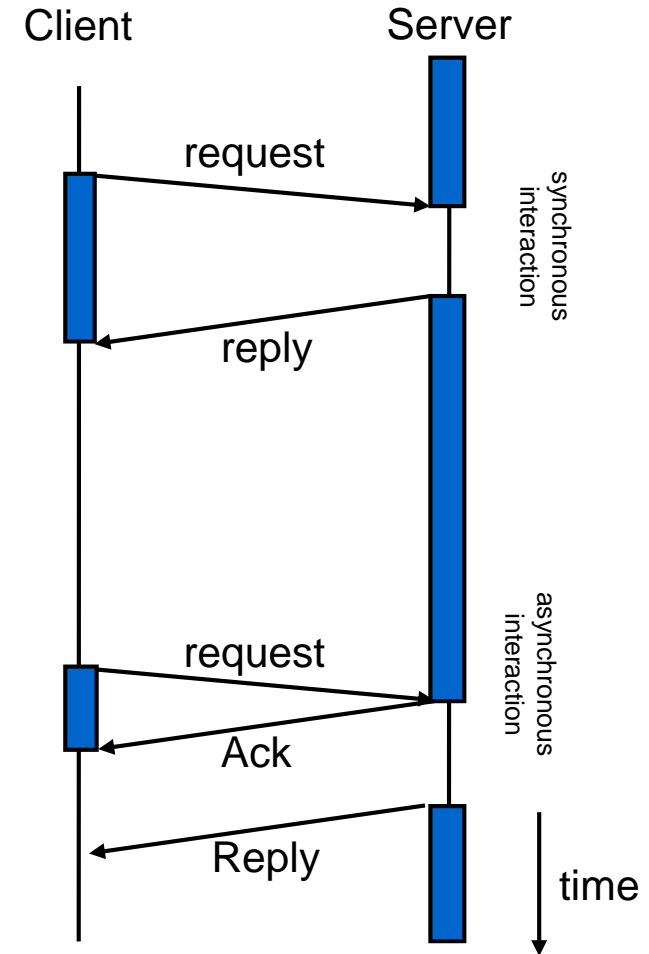 Client
Server
request
synchronous
interaction
reply
request
asynchronous
interaction
Ack
Reply
time